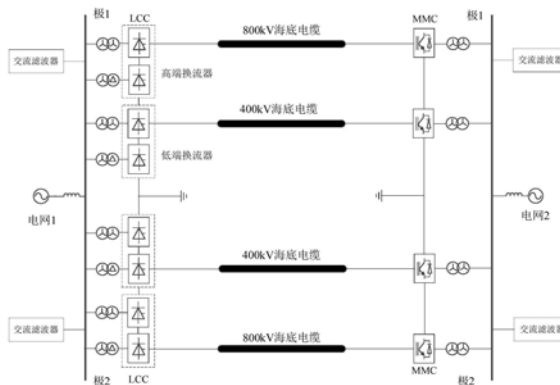 极1
LCC
800kV海底电缆
MMC
极1
交流滤波器
交流滤波器
高端换流器
400kV海底电缆
低端换流器
电网1
电网2
400kV海底电缆
交流滤波器
交流滤波器
800kV海底电缆
极2
LCC
MMC
极2